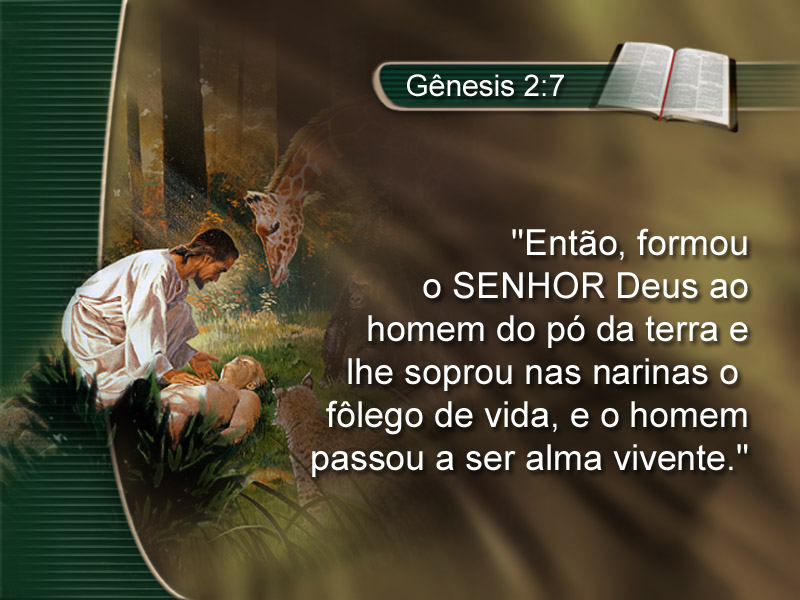 Gênesis 2:7
"Então, formou
o SENHOR Deus ao
homem do pó da terra e
lhe soprou nas narinas o
fôlego de vida, e o homem
passou a ser alma vivente."